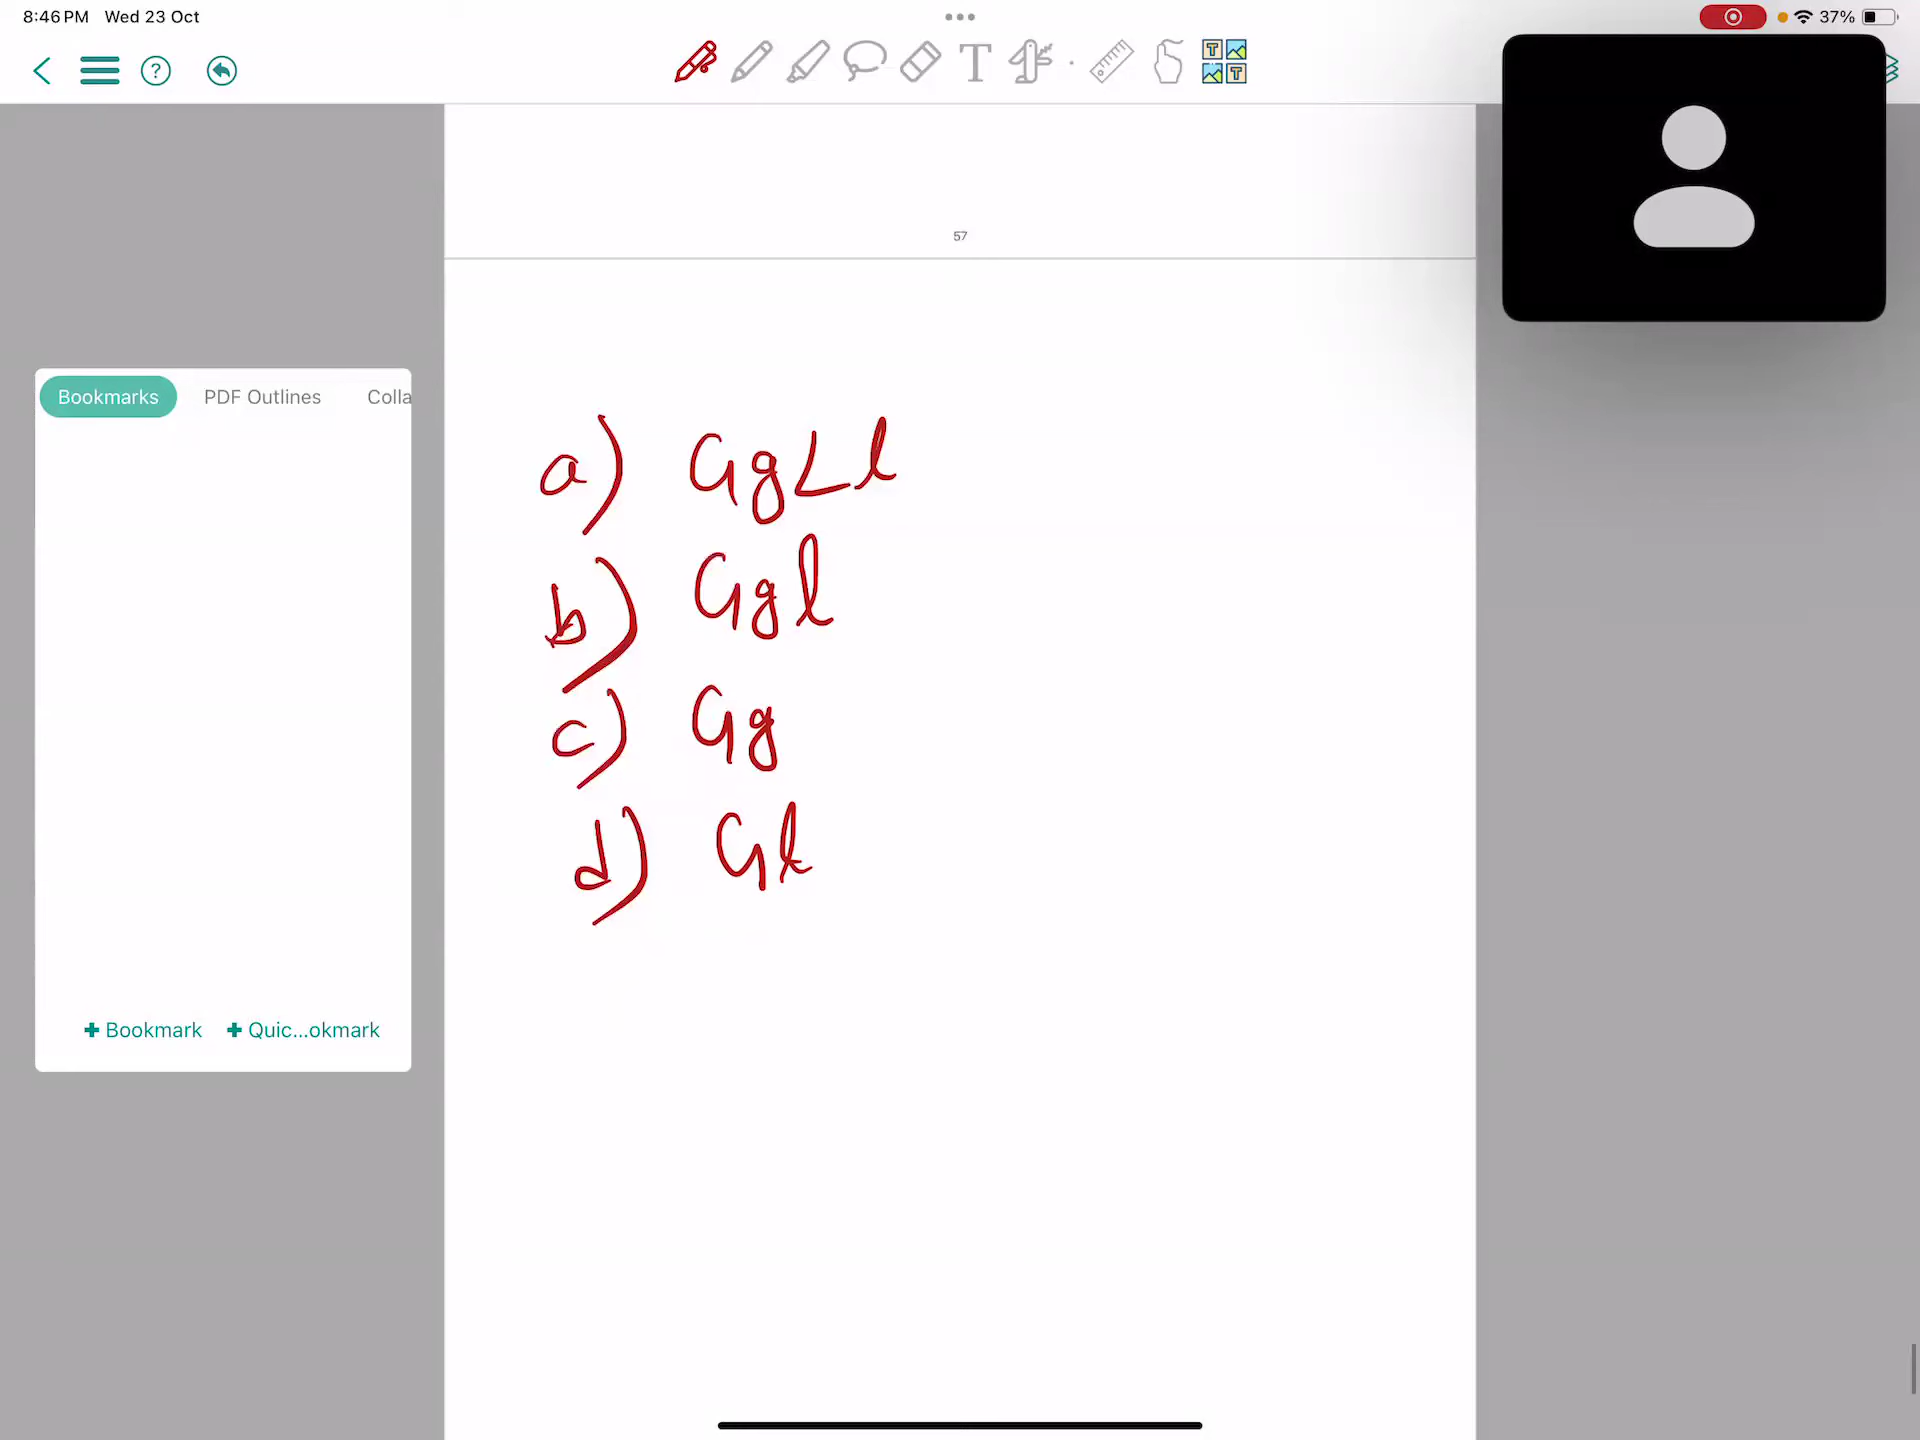 8:46 PM Wed 23 Oct
37%
?
T
T
T
57
Bookmarks PDF Outlines Colla
a) GgLl
b) Ggl
c) Gg
d) Gl
+ Bookmark + Quic...okmark